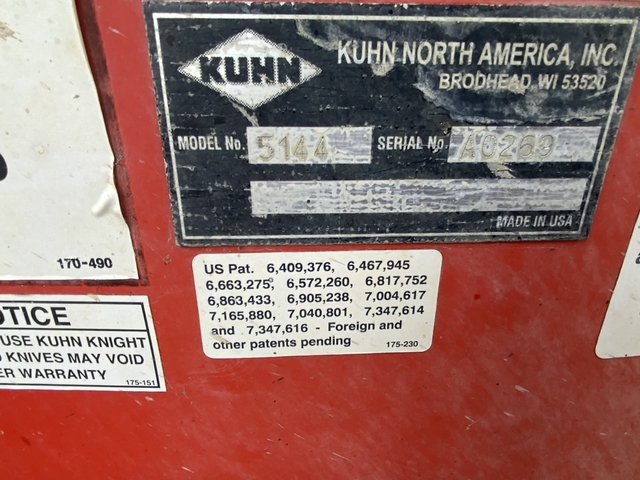 KUHN
KUHN NORTH AMERICA, INC.
BRODHEAD, WI 53520
MODEL No. 5144 SERIAL No. A0269
MADE IN USA
170-490
US Pat. 6,409,376, 6,467,945
6,663,275, 6,572,260, 6,817,752
6,863,433, 6,905,238, 7,004,617
7,165,880, 7,040,801, 7,347,614
and 7,347,616 - Foreign and
other patents pending
175-230
OTICE
USE KUHN KNIGHT
D KNIVES MAY VOID
ER WARRANTY
175-151